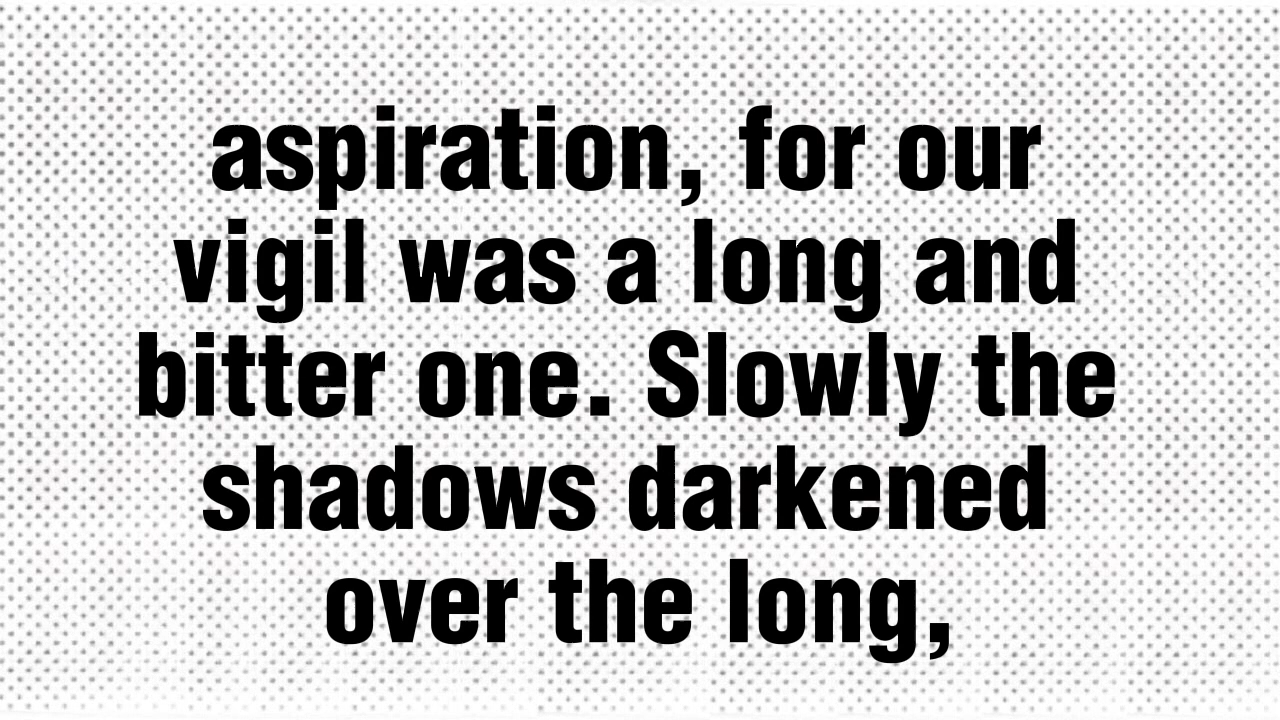 aspiration, for our
vigil was a long and
bitter one. Slowly the
shadows darkened
over the long,